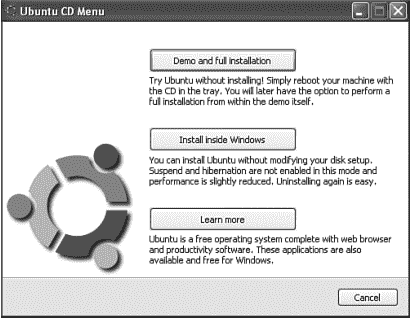 Ubuntu CD Menu
Demo and full installation
Try Ubuntu without installing! Simply reboot your machine with
the CD in the tray. You will later have the option to perform a
full installation from within the demo itself.
Install inside Windows
You can install Ubuntu without modifying your disk setup.
Suspend and hibernation are not enabled in this mode and
performance is slightly reduced. Uninstalling again is easy.
Learn more
Ubuntu is a free operating system complete with web browser
and productivity software. These applications are also
available and free for Windows.
Cancel